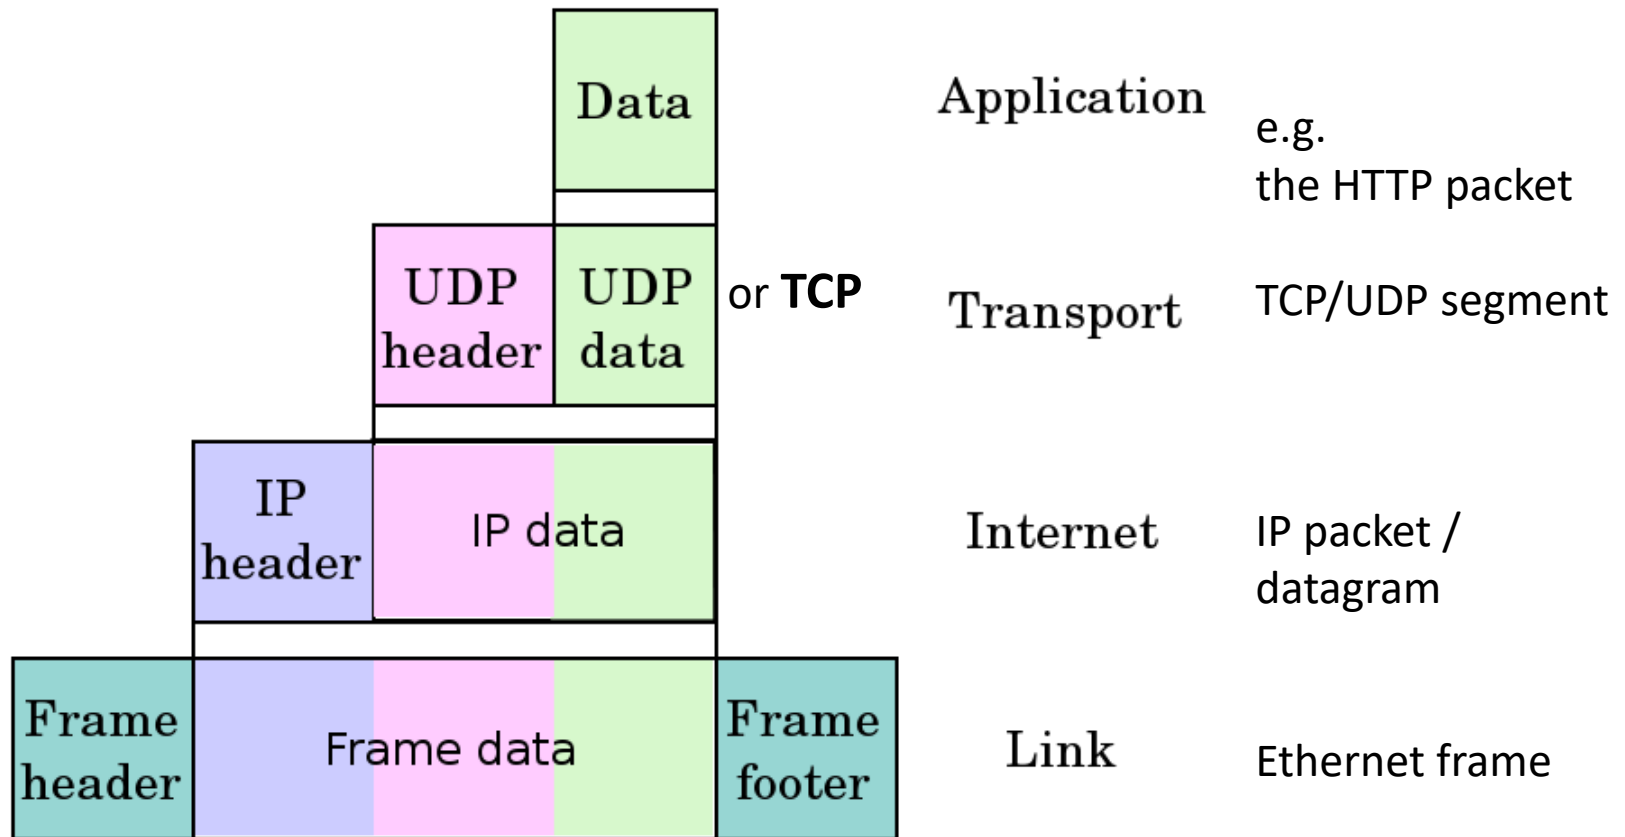 Data
Application
e.g.
the HTTP packet
UDP
header
UDP
data
or TCP
Transport
TCP/UDP segment
IP
header
IP data
Internet
IP packet /
datagram
Frame
header
Frame data
Frame
footer
Link
Ethernet frame